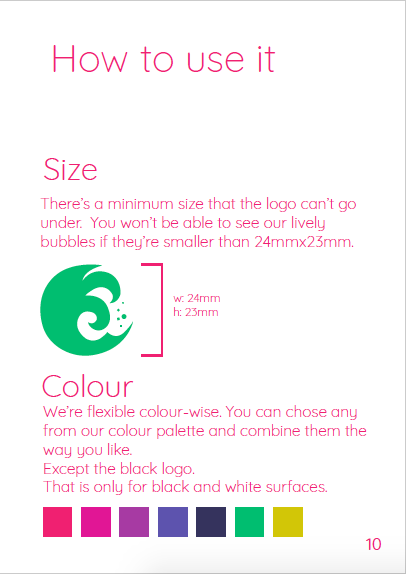 How to use it
Size
There's a minimum size that the logo can't go
under.  You won't be able to see our lively
bubbles if they're smaller than 24mmx23mm.
w: 24mm
h: 23mm
Colour
We're flexible colour-wise. You can chose any
from our colour palette and combine them the
way you like.
Except the black logo.
That is only for black and white surfaces.
10